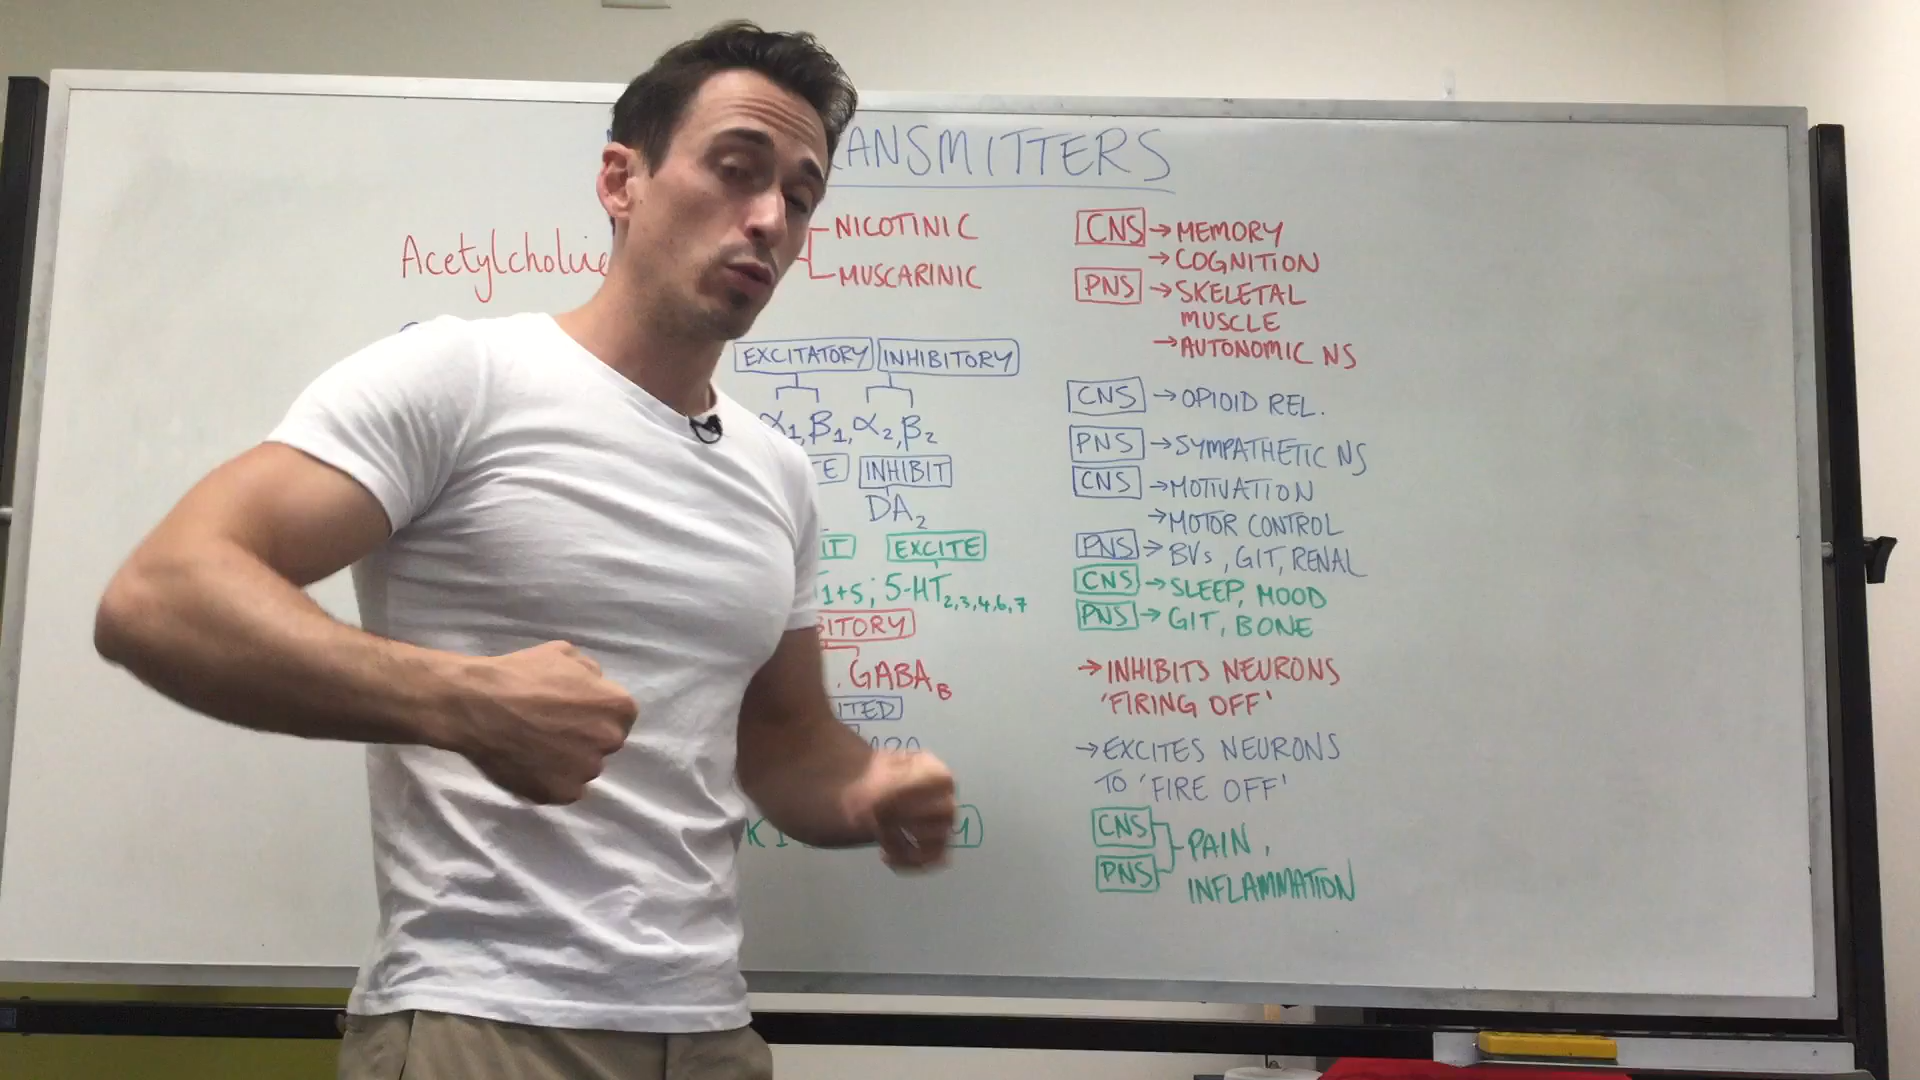 ANSMITTERS
Acetylcholine
NICOTINIC
MUSCARINIC
CNS → MEMORY
→ COGNITION
PNS → SKELETAL
MUSCLE
→ AUTONOMIC NS
EXCITATORY INHIBITORY
α1, β1, α2, β2
CNS → OPIOID REL.
PNS → SYMPATHETIC NS
TE INHIBIT
DA2
CNS → MOTIVATION
→ MOTOR CONTROL
PNS → BVs, GIT, RENAL
IT EXCITE
1+5; 5-HT2,3,4,6,7
CNS → SLEEP, MOOD
PNS → GIT, BONE
BITORY
GABAB
→ INHIBITS NEURONS
'FIRING OFF'
ITED
→ EXCITES NEURONS
TO 'FIRE OFF'
CNS
PNS
PAIN,
INFLAMMATION